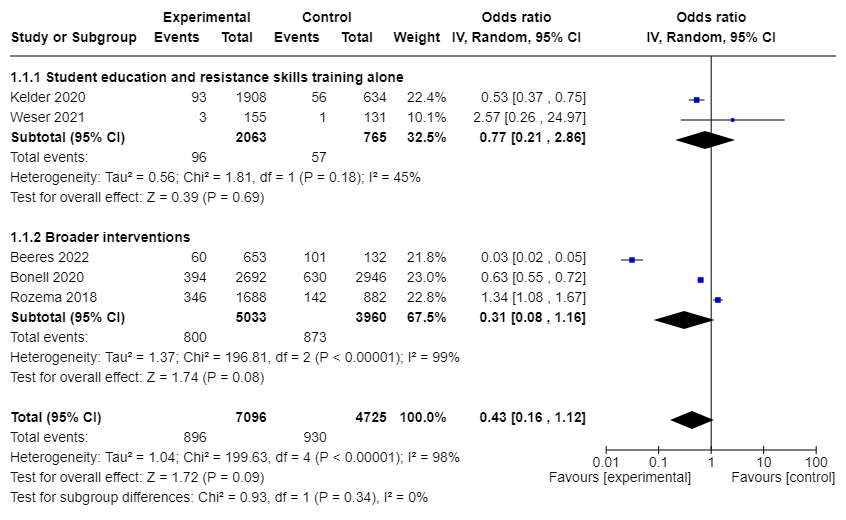 Experimental Control Odds ratio Odds ratio
Study or Subgroup Events Total Events Total Weight IV, Random, 95% CI IV, Random, 95% CI
1.1.1 Student education and resistance skills training alone
Kelder 2020 93 1908 56 634 22.4% 0.53 [0.37 , 0.75]
Weser 2021 3 155 1 131 10.1% 2.57 [0.26 , 24.97]
Subtotal (95% CI) 2063 765 32.5% 0.77 [0.21 , 2.86]
Total events: 96 57
Heterogeneity: Tau² = 0.56; Chi² = 1.81, df = 1 (P = 0.18); I² = 45%
Test for overall effect: Z = 0.39 (P = 0.69)
1.1.2 Broader interventions
Beeres 2022 60 653 101 132 21.8% 0.03 [0.02 , 0.05]
Bonell 2020 394 2692 630 2946 23.0% 0.63 [0.55 , 0.72]
Rozema 2018 346 1688 142 882 22.8% 1.34 [1.08 , 1.67]
Subtotal (95% CI) 5033 3960 67.5% 0.31 [0.08 , 1.16]
Total events: 800 873
Heterogeneity: Tau² = 1.37; Chi² = 196.81, df = 2 (P < 0.00001); I² = 99%
Test for overall effect: Z = 1.74 (P = 0.08)
Total (95% CI) 7096 4725 100.0% 0.43 [0.16 , 1.12]
Total events: 896 930
Heterogeneity: Tau² = 1.04; Chi² = 199.63, df = 4 (P < 0.00001); I² = 98%
Test for overall effect: Z = 1.72 (P = 0.09)
Test for subgroup differences: Chi² = 0.93, df = 1 (P = 0.34), I² = 0%
0.01 0.1 1 10 100
Favours [experimental] Favours [control]